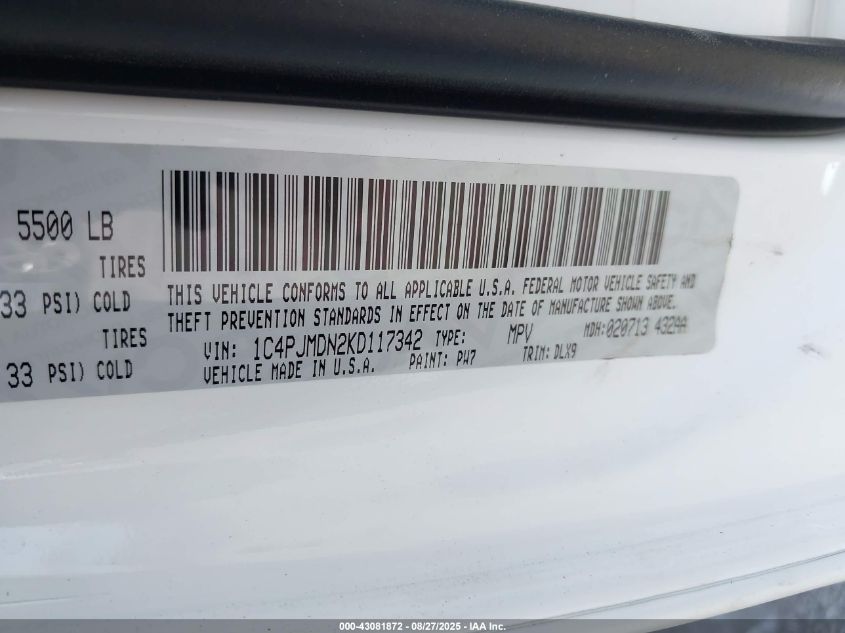 5500 LB
TIRES
33 PSI) COLD
TIRES
33 PSI) COLD
THIS VEHICLE CONFORMS TO ALL APPLICABLE U.S.A. FEDERAL MOTOR VEHICLE SAFETY AND
THEFT PREVENTION STANDARDS IN EFFECT ON THE DATE OF MANUFACTURE SHOWN ABOVE.
VIN: 1C4PJMDN2KD117342 TYPE: MPV MDH:020713 432AA
VEHICLE MADE IN U.S.A. PAINT: PW7 TRIM: DLX9
000-43081872 - 08/27/2025 - IAA Inc.